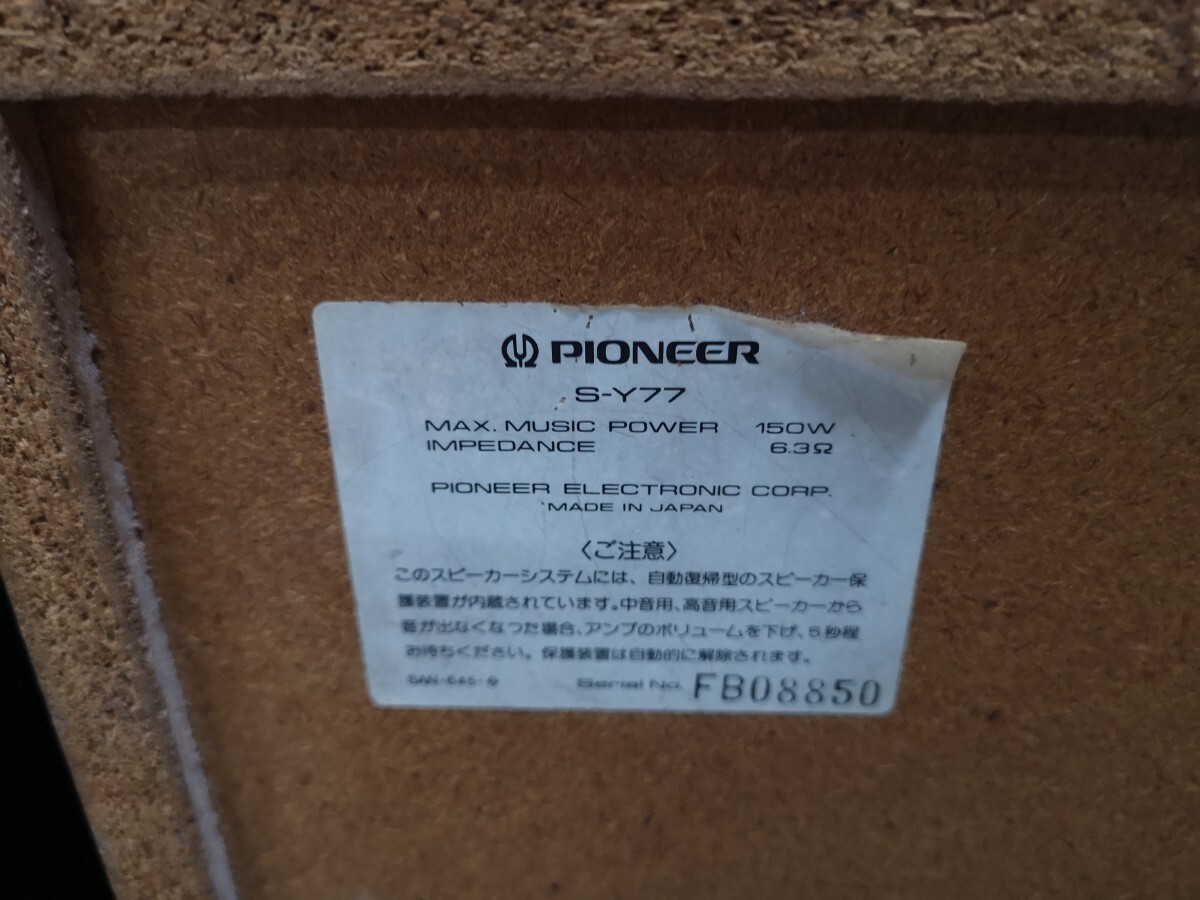 PIONEER
S-Y77
MAX. MUSIC POWER 150W
IMPEDANCE 6.3Ω
PIONEER ELECTRONIC CORP.
MADE IN JAPAN
〈ご注意〉
このスピーカーシステムには、自動復帰型のスピーカー保
護装置が内蔵されています。中音用、高音用スピーカーから
音が出なくなった場合、アンプのボリュームを下げ、5秒程
お待ちください。保護装置は自動的に解除されます。
Serial No. FB08850